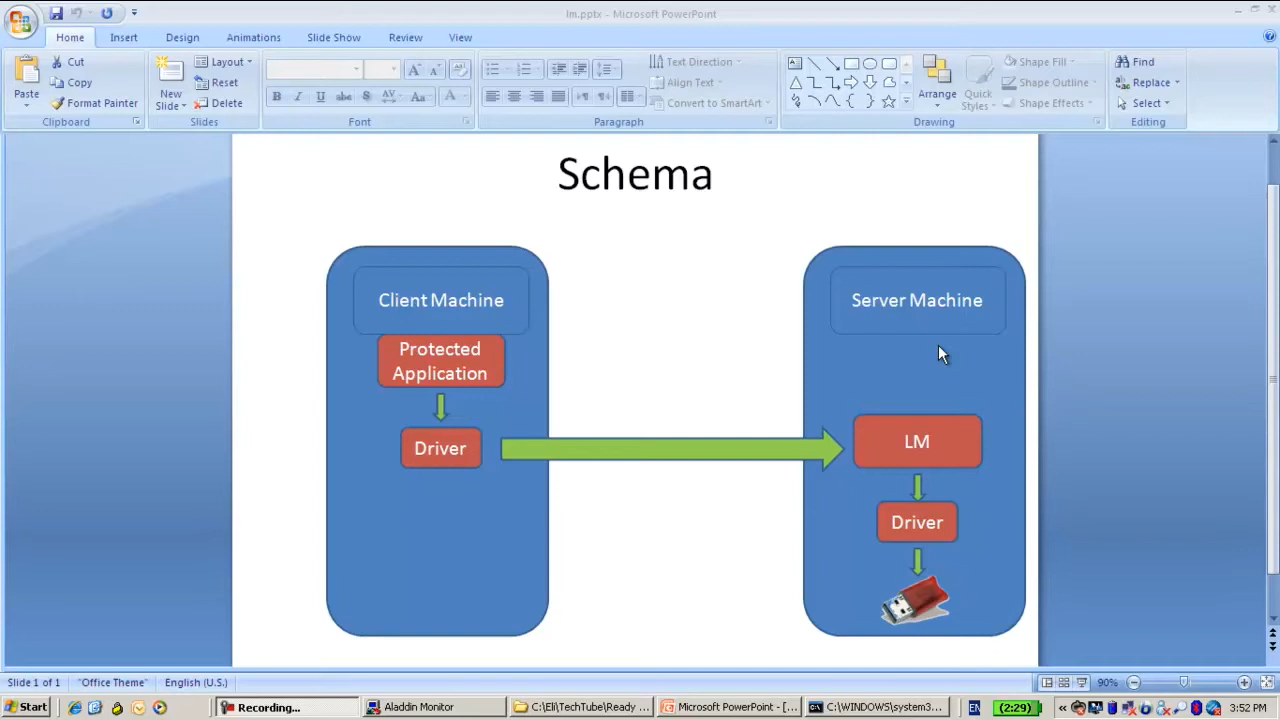 lm.pptx - Microsoft PowerPoint
Home Insert Design Animations Slide Show Review View
Paste
Cut
Copy
Format Painter
Clipboard
New
Slide
Layout
Reset
Delete
Slides
B I U abc S AV Aa A
Font
Text Direction
Align Text
Convert to SmartArt
Paragraph
Arrange
Quick
Styles
Shape Fill
Shape Outline
Shape Effects
Drawing
Find
Replace
Select
Editing
Schema
Client Machine
Protected
Application
Driver
Server Machine
LM
Driver
Slide 1 of 1 "Office Theme" English (U.S.) 90%
Start Recording... Aladdin Monitor C:\Eli\TechTube\Ready ... Microsoft PowerPoint - [... C:\WINDOWS\system3... EN (2:29) « 3:52 PM